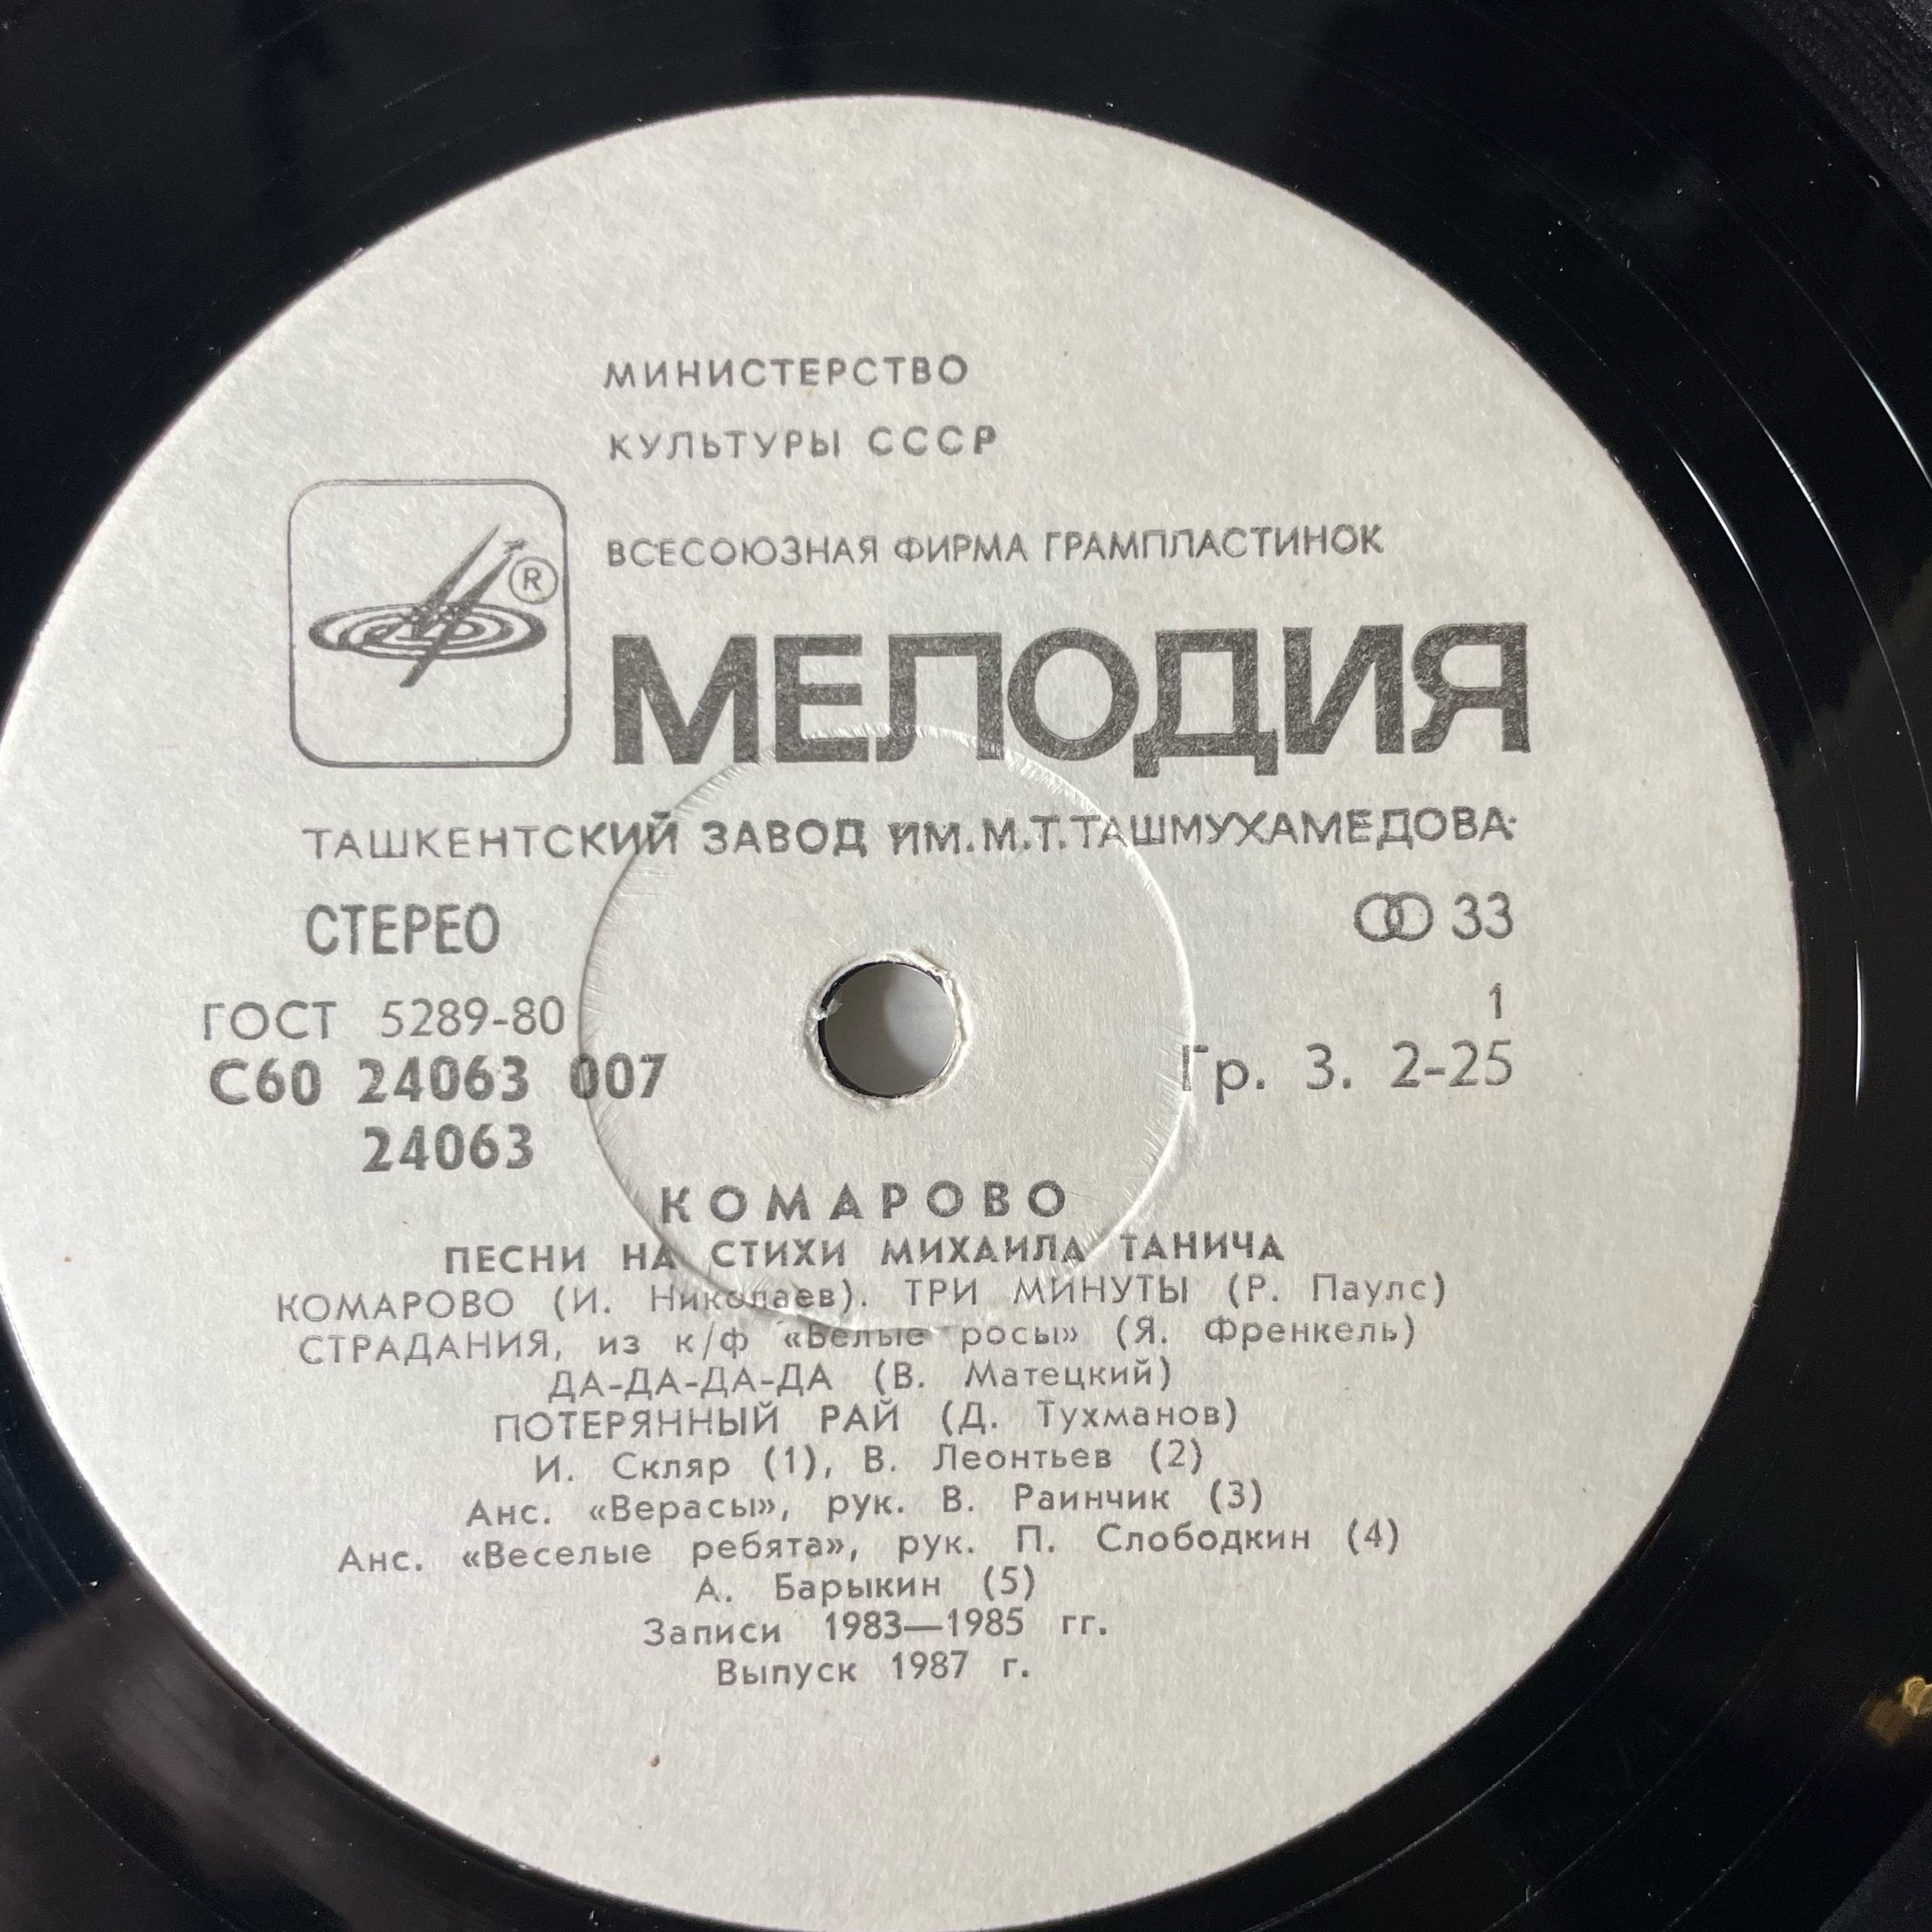 МИНИСТЕРСТВО
КУЛЬТУРЫ СССР
ВСЕСОЮЗНАЯ ФИРМА ГРАМПЛАСТИНОК
®
МЕЛОДИЯ
ТАШКЕНТСКИЙ ЗАВОД ИМ.М.Т.ТАШМУХАМЕДОВА
СТЕРЕО
33
ГОСТ 5289-80
1
С60 24063 007
Гр. 3. 2-25
24063
КОМАРОВО
ПЕСНИ НА СТИХИ МИХАИЛА ТАНИЧА
КОМАРОВО (И. Николаев). ТРИ МИНУТЫ (Р. Паулс)
СТРАДАНИЯ, из к/ф «Белые росы» (Я. Френкель)
ДА-ДА-ДА-ДА (В. Матецкий)
ПОТЕРЯННЫЙ РАЙ (Д. Тухманов)
И. Скляр (1), В. Леонтьев (2)
Анс. «Верасы», рук. В. Раинчик (3)
Анс. «Веселые ребята», рук. П. Слободкин (4)
А. Барыкин (5)
Записи 1983—1985 гг.
Выпуск 1987 г.